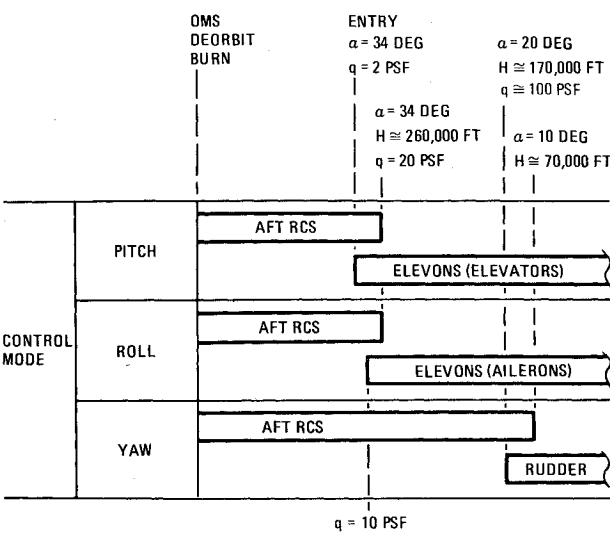 OMS
DEORBIT
BURN
ENTRY
α = 34 DEG
q = 2 PSF
α = 20 DEG
H ≅ 170,000 FT
q ≅ 100 PSF
α = 34 DEG
H ≅ 260,000 FT
q = 20 PSF
α = 10 DEG
H ≅ 70,000 FT
CONTROL
MODE
PITCH
AFT RCS
ELEVONS (ELEVATORS)
ROLL
AFT RCS
ELEVONS (AILERONS)
YAW
AFT RCS
RUDDER
q = 10 PSF